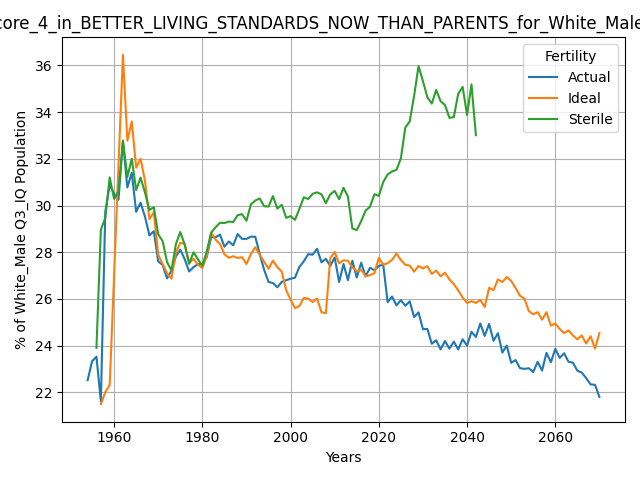 core_4_in_BETTER_LIVING_STANDARDS_NOW_THAN_PARENTS_for_White_Male
Fertility
Actual
Ideal
Sterile
% of White_Male Q3_IQ Population
36
34
32
30
28
26
24
22
1960
1980
2000
2020
2040
2060
Years